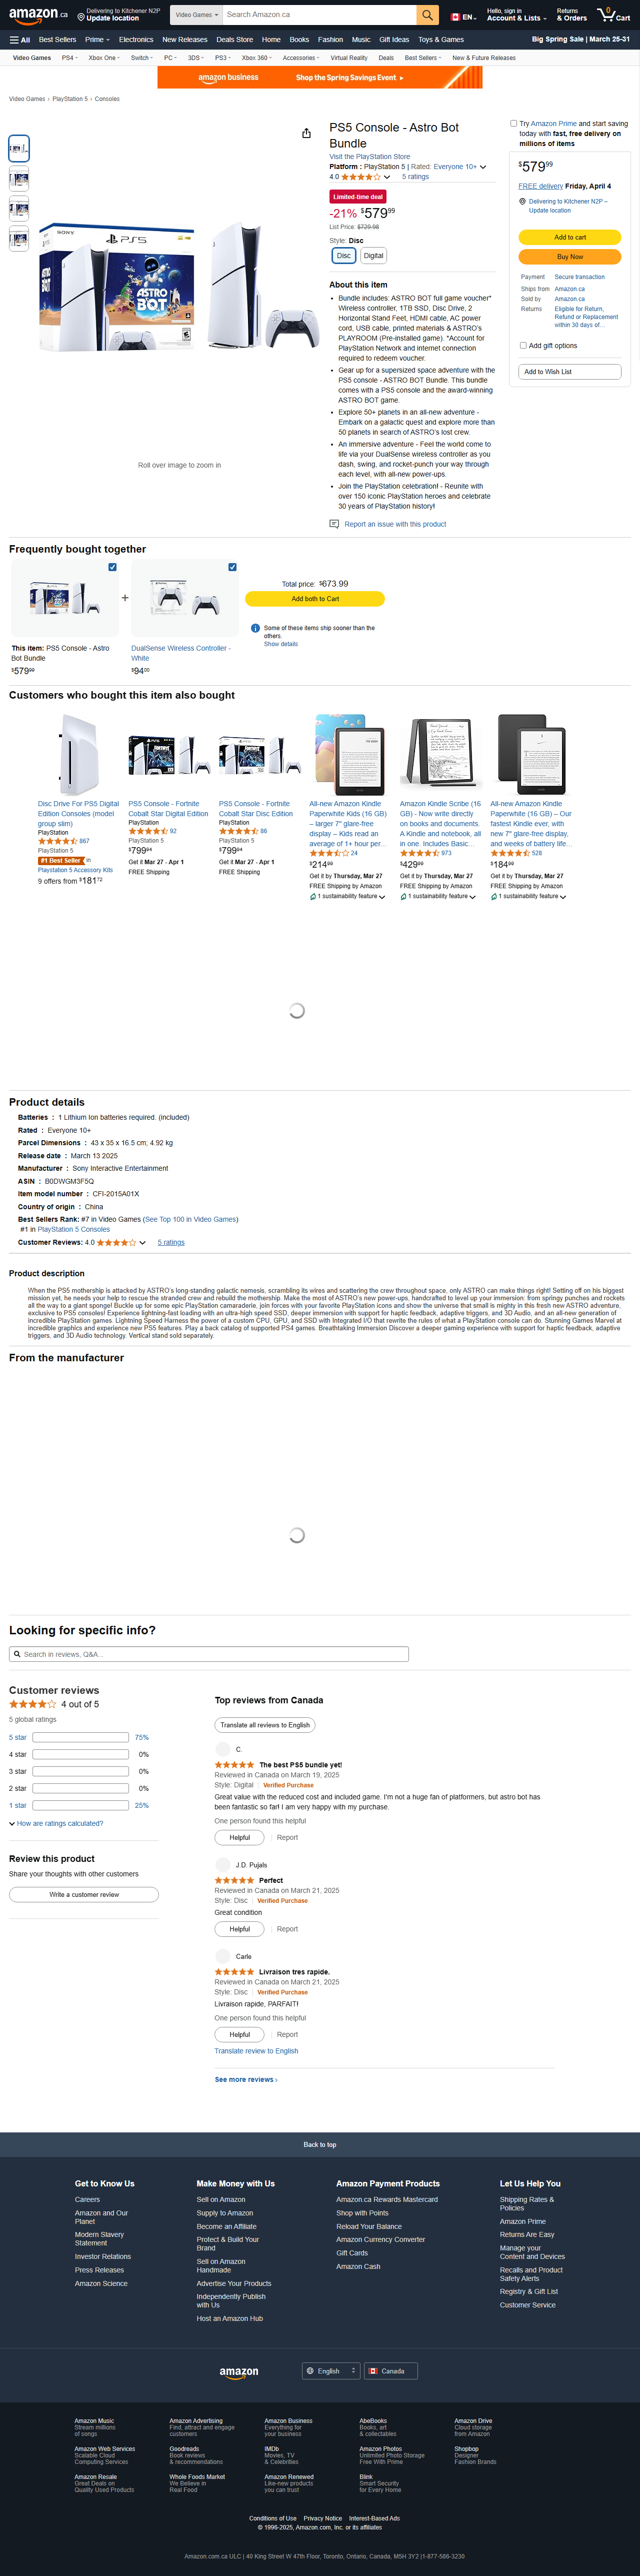 amazon.ca
Delivering to Kitchener N2P
Update location
Video Games
Search Amazon.ca
EN
Hello, sign in
Account & Lists
Returns
& Orders
0
Cart
All
Best Sellers
Prime
Electronics
New Releases
Deals Store
Home
Books
Fashion
Music
Gift Ideas
Toys & Games
Big Spring Sale | March 25-31
Video Games
PS4
Xbox One
Switch
PC
3DS
PS3
Xbox 360
Accessories
Virtual Reality
Deals
Best Sellers
New & Future Releases
amazon business
Shop the Spring Savings Event ▸
Video Games › PlayStation 5 › Consoles
SONY
PS5
ASTRO
BOT
Roll over image to zoom in
PS5 Console - Astro Bot
Bundle
Visit the PlayStation Store
Platform : PlayStation 5 | Rated: Everyone 10+
4.0
5 ratings
Limited-time deal
-21% $579.99
List Price: $729.98
Style: Disc
Disc
Digital
About this item
Bundle includes: ASTRO BOT full game voucher*
Wireless controller, 1TB SSD, Disc Drive, 2
Horizontal Stand Feet, HDMI cable, AC power
cord, USB cable, printed materials & ASTRO's
PLAYROOM (Pre-installed game). *Account for
PlayStation Network and internet connection
required to redeem voucher.
Gear up for a supersized space adventure with the
PS5 console - ASTRO BOT Bundle. This bundle
comes with a PS5 console and the award-winning
ASTRO BOT game.
Explore 50+ planets in an all-new adventure -
Embark on a galactic quest and explore more than
50 planets in search of ASTRO's lost crew.
An immersive adventure - Feel the world come to
life via your DualSense wireless controller as you
dash, swing, and rocket-punch your way through
each level, with all-new power-ups.
Join the PlayStation celebration! - Reunite with
over 150 iconic PlayStation heroes and celebrate
30 years of PlayStation history!
Report an issue with this product
Try Amazon Prime and start saving
today with fast, free delivery on
millions of items
$579.99
FREE delivery Friday, April 4
Delivering to Kitchener N2P –
Update location
Add to cart
Buy Now
Payment
Secure transaction
Ships from
Amazon.ca
Sold by
Amazon.ca
Returns
Eligible for Return,
Refund or Replacement
within 30 days of…
Add gift options
Add to Wish List
Frequently bought together
+
Total price: $673.99
Add both to Cart
Some of these items ship sooner than the
others.
Show details
This item: PS5 Console - Astro
Bot Bundle
$579.99
DualSense Wireless Controller -
White
$94.00
Customers who bought this item also bought
Disc Drive For PS5 Digital
Edition Consoles (model
group slim)
PlayStation
867
PlayStation 5
#1 Best Seller in
Playstation 5 Accessory Kits
9 offers from $181.72
PS5 Console - Fortnite
Cobalt Star Digital Edition
PlayStation
92
PlayStation 5
$799.94
Get it Mar 27 - Apr 1
FREE Shipping
PS5 Console - Fortnite
Cobalt Star Disc Edition
PlayStation
86
PlayStation 5
$799.94
Get it Mar 27 - Apr 1
FREE Shipping
All-new Amazon Kindle
Paperwhite Kids (16 GB)
– larger 7" glare-free
display – Kids read an
average of 1+ hour per…
24
$214.99
Get it by Thursday, Mar 27
FREE Shipping by Amazon
1 sustainability feature
Amazon Kindle Scribe (16
GB) - Now write directly
on books and documents.
A Kindle and notebook, all
in one. Includes Basic…
973
$429.99
Get it by Thursday, Mar 27
FREE Shipping by Amazon
1 sustainability feature
All-new Amazon Kindle
Paperwhite (16 GB) – Our
fastest Kindle ever, with
new 7" glare-free display,
and weeks of battery life…
528
$184.99
Get it by Thursday, Mar 27
FREE Shipping by Amazon
1 sustainability feature
Product details
Batteries : 1 Lithium Ion batteries required. (included)
Rated : Everyone 10+
Parcel Dimensions : 43 x 35 x 16.5 cm; 4.92 kg
Release date : March 13 2025
Manufacturer : Sony Interactive Entertainment
ASIN : B0DWGM3F5Q
Item model number : CFI-2015A01X
Country of origin : China
Best Sellers Rank: #7 in Video Games (See Top 100 in Video Games)
#1 in PlayStation 5 Consoles
Customer Reviews: 4.0
5 ratings
Product description
When the PS5 mothership is attacked by ASTRO's long-standing galactic nemesis, scrambling its wires and scattering the crew throughout space, only ASTRO can make things right! Setting off on his biggest
mission yet, he needs your help to rescue the stranded crew and rebuild the mothership. Make the most of ASTRO's new power-ups, handcrafted to level up your immersion: from springy punches and rockets
all the way to a giant sponge! Buckle up for some epic PlayStation camaraderie, join forces with your favorite PlayStation icons and show the universe that small is mighty in this fresh new ASTRO adventure,
exclusive to PS5 consoles! Experience lightning-fast loading with an ultra-high speed SSD, deeper immersion with support for haptic feedback, adaptive triggers, and 3D Audio, and an all-new generation of
incredible PlayStation games. Lightning Speed Harness the power of a custom CPU, GPU, and SSD with Integrated I/O that rewrite the rules of what a PlayStation console can do. Stunning Games Marvel at
incredible graphics and experience new PS5 features. Play a back catalog of supported PS4 games. Breathtaking Immersion Discover a deeper gaming experience with support for haptic feedback, adaptive
triggers, and 3D Audio technology. Vertical stand sold separately.
From the manufacturer
Looking for specific info?
Search in reviews, Q&A...
Customer reviews
4 out of 5
5 global ratings
5 star 75%
4 star 0%
3 star 0%
2 star 0%
1 star 25%
How are ratings calculated?
Review this product
Share your thoughts with other customers
Write a customer review
Top reviews from Canada
Translate all reviews to English
C.
The best PS5 bundle yet!
Reviewed in Canada on March 19, 2025
Style: Digital | Verified Purchase
Great value with the reduced cost and included game. I'm not a huge fan of platformers, but astro bot has
been fantastic so far! I am very happy with my purchase.
One person found this helpful
Helpful | Report
J.D. Pujals
Perfect
Reviewed in Canada on March 21, 2025
Style: Disc | Verified Purchase
Great condition
Helpful | Report
Carle
Livraison tres rapide.
Reviewed in Canada on March 21, 2025
Style: Disc | Verified Purchase
Livraison rapide, PARFAIT!
One person found this helpful
Helpful | Report
Translate review to English
See more reviews ›
Back to top
Get to Know Us
Careers
Amazon and Our
Planet
Modern Slavery
Statement
Investor Relations
Press Releases
Amazon Science
Make Money with Us
Sell on Amazon
Supply to Amazon
Become an Affiliate
Protect & Build Your
Brand
Sell on Amazon
Handmade
Advertise Your Products
Independently Publish
with Us
Host an Amazon Hub
Amazon Payment Products
Amazon.ca Rewards Mastercard
Shop with Points
Reload Your Balance
Amazon Currency Converter
Gift Cards
Amazon Cash
Let Us Help You
Shipping Rates &
Policies
Amazon Prime
Returns Are Easy
Manage your
Content and Devices
Recalls and Product
Safety Alerts
Registry & Gift List
Customer Service
amazon
English
Canada
Amazon Music
Stream millions
of songs
Amazon Advertising
Find, attract and engage
customers
Amazon Business
Everything for
your business
AbeBooks
Books, art
& collectables
Amazon Drive
Cloud storage
from Amazon
Amazon Web Services
Scalable Cloud
Computing Services
Goodreads
Book reviews
& recommendations
IMDb
Movies, TV
& Celebrities
Amazon Photos
Unlimited Photo Storage
Free With Prime
Shopbop
Designer
Fashion Brands
Amazon Resale
Great Deals on
Quality Used Products
Whole Foods Market
We Believe in
Real Food
Amazon Renewed
Like-new products
you can trust
Blink
Smart Security
for Every Home
Conditions of Use
Privacy Notice
Interest-Based Ads
© 1996-2025, Amazon.com, Inc. or its affiliates
Amazon.com.ca ULC | 40 King Street W 47th Floor, Toronto, Ontario, Canada, M5H 3Y2 |1-877-586-3230